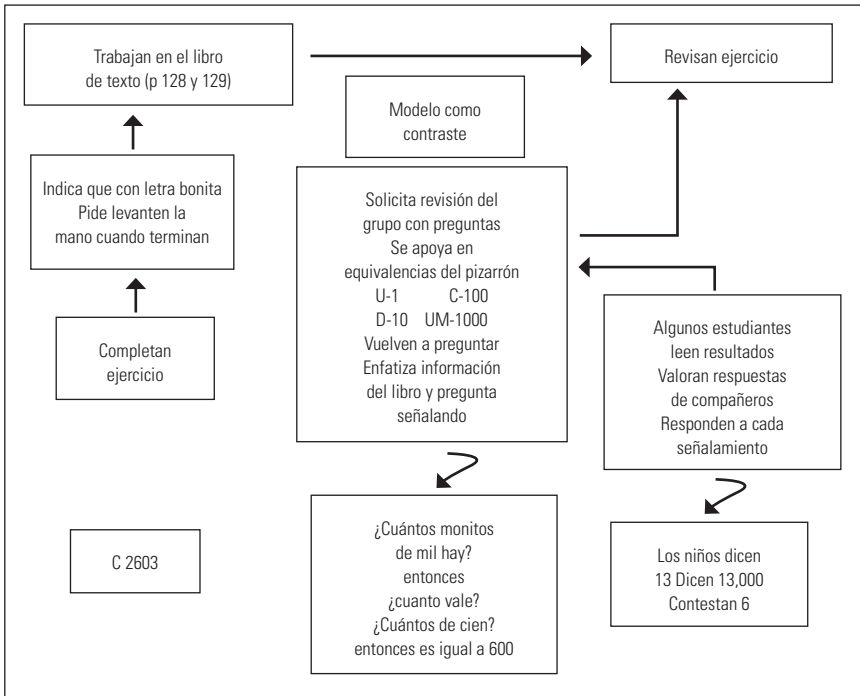 Trabajan en el libro
de texto (p 128 y 129)
Revisan ejercicio
Modelo como
contraste
Indica que con letra bonita
Pide levanten la
mano cuando terminan
Solicita revisión del
grupo con preguntas
Se apoya en
equivalencias del pizarrón
U-1 C-100
D-10 UM-1000
Vuelven a preguntar
Enfatiza información
del libro y pregunta
señalando
Completan
ejercicio
Algunos estudiantes
leen resultados
Valoran respuestas
de compañeros
Responden a cada
señalamiento
C 2603
¿Cuántos monitos
de mil hay?
entonces
¿cuanto vale?
¿Cuántos de cien?
entonces es igual a 600
Los niños dicen
13 Dicen 13,000
Contestan 6